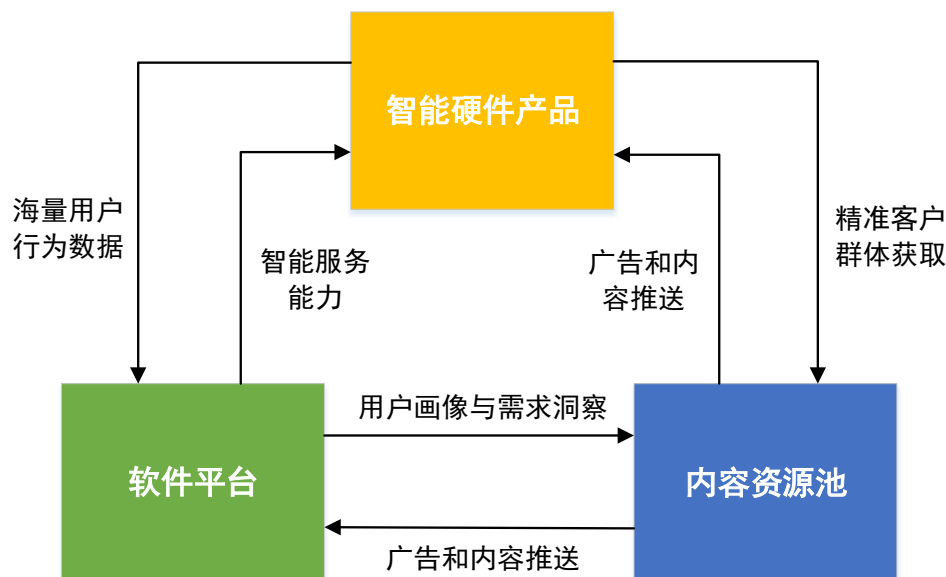 智能硬件产品
海量用户
行为数据
智能服务
能力
广告和内
容推送
精准客户
群体获取
用户画像与需求洞察
软件平台
内容资源池
广告和内容推送